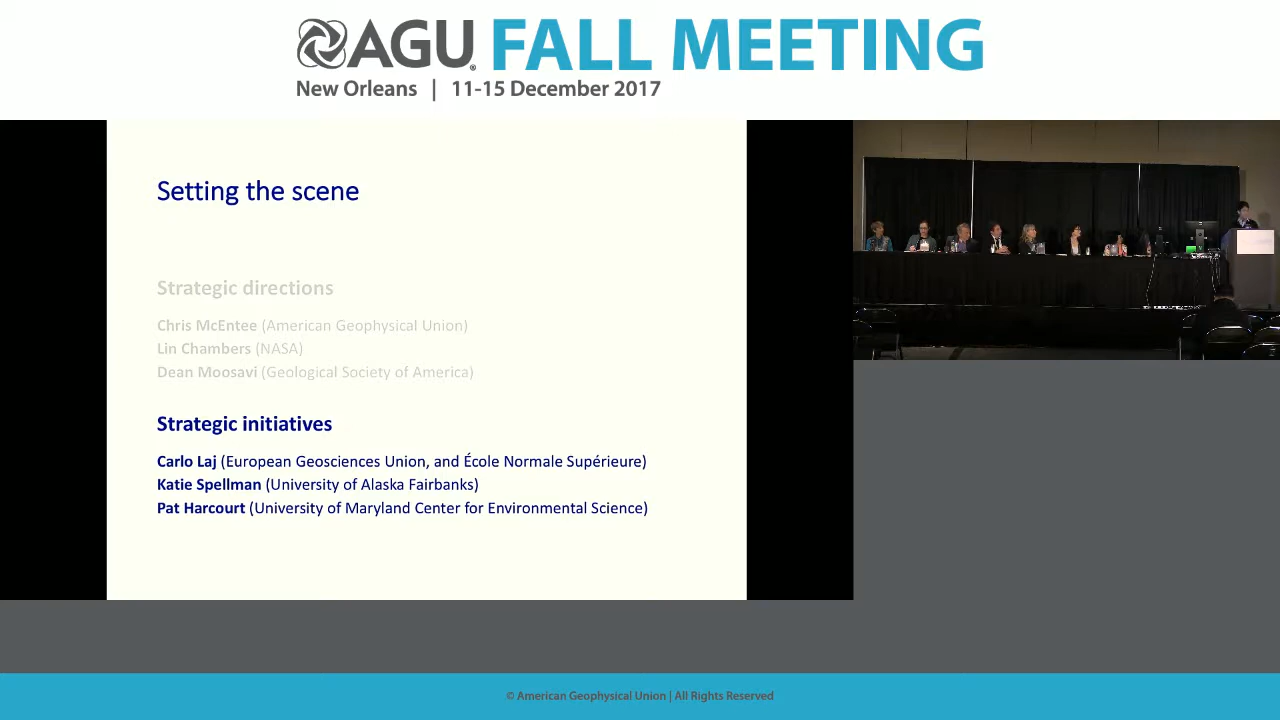 AGU FALL MEETING
New Orleans | 11-15 December 2017
Setting the scene
Strategic directions
Chris McEntee (American Geophysical Union)
Lin Chambers (NASA)
Dean Moosavi (Geological Society of America)
Strategic initiatives
Carlo Laj (European Geosciences Union, and École Normale Supérieure)
Katie Spellman (University of Alaska Fairbanks)
Pat Harcourt (University of Maryland Center for Environmental Science)
© American Geophysical Union | All Rights Reserved